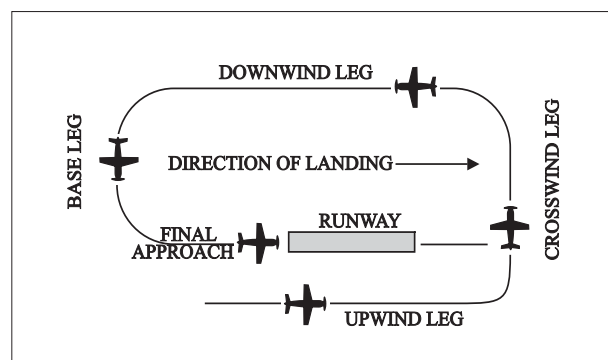 DOWNWIND LEG
BASE LEG
DIRECTION OF LANDING
CROSSWIND LEG
RUNWAY
FINAL
APPROACH
UPWIND LEG